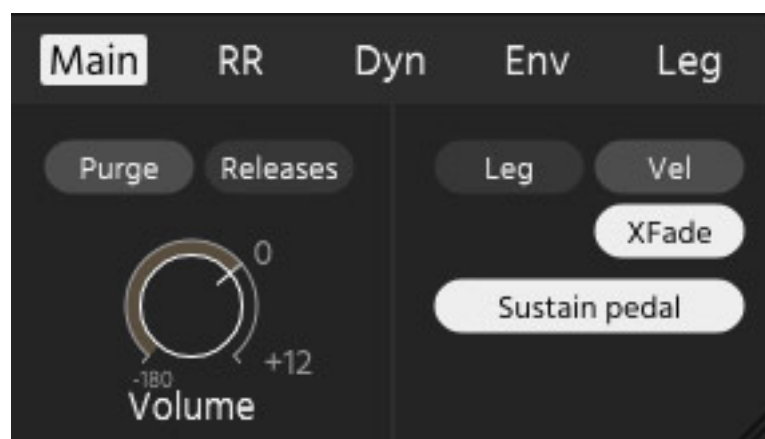 Main RR Dyn Env Leg
Purge Releases Leg Vel
XFade
0
Sustain pedal
+12
-180
Volume